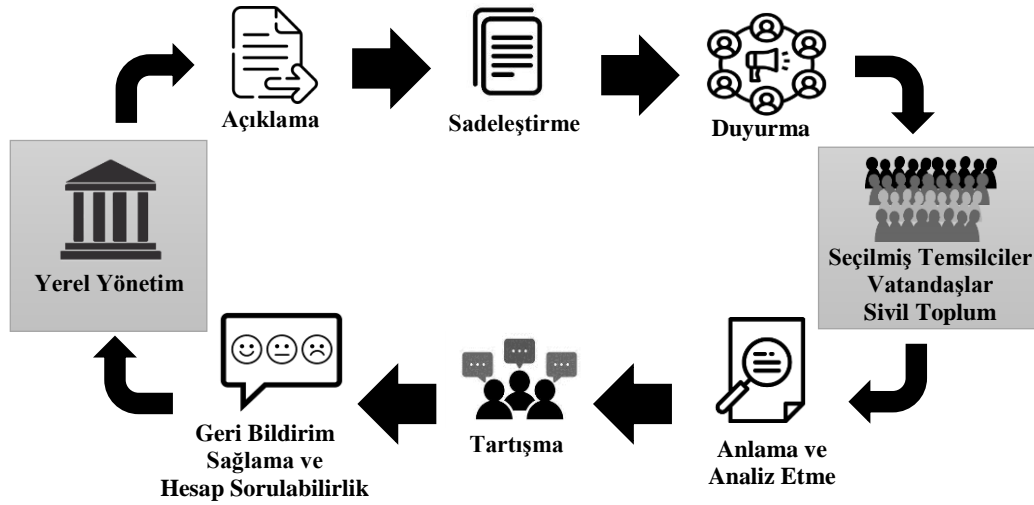 Açıklama
Sadeleştirme
Duyurma
Yerel Yönetim
Seçilmiş Temsilciler
Vatandaşlar
Sivil Toplum
Geri Bildirim
Sağlama ve
Hesap Sorulabilirlik
Tartışma
Anlama ve
Analiz Etme